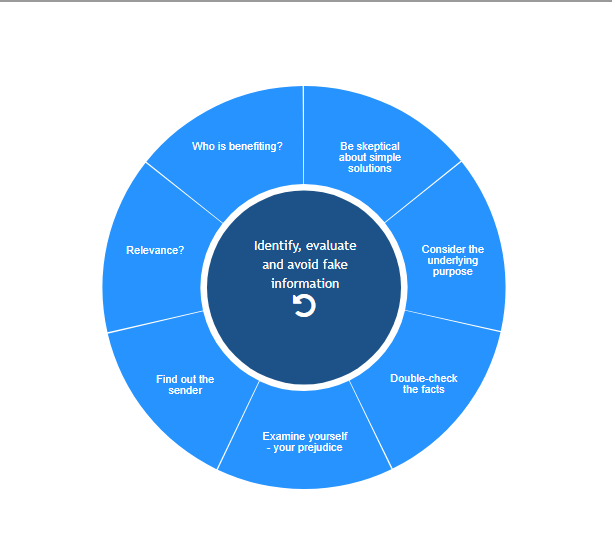 Who is benefiting?
Be skeptical
about simple
solutions
Relevance?
Identify, evaluate
and avoid fake
information
Consider the
underlying
purpose
Find out the
sender
Double-check
the facts
Examine yourself
- your prejudice